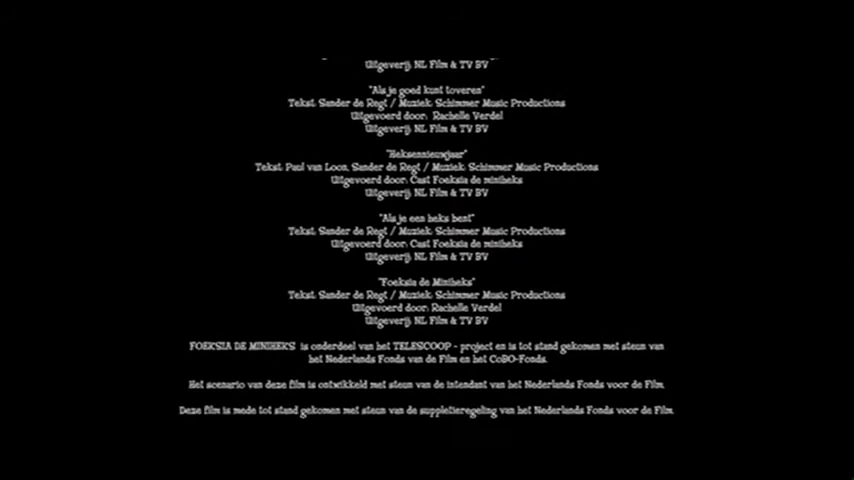 Uitgeverij: NL Film & TV BV
"Als je goed kunt toveren"
Tekst: Sander de Regt / Muziek: Schimmer Music Productions
Uitgevoerd door: Rachelle Verdel
Uitgeverij: NL Film & TV BV
"Heksennieuwjaar"
Tekst: Paul van Loon, Sander de Regt / Muziek: Schimmer Music Productions
Uitgevoerd door: Cast Foeksia de miniheks
Uitgeverij: NL Film & TV BV
"Als je een heks bent"
Tekst: Sander de Regt / Muziek: Schimmer Music Productions
Uitgevoerd door: Cast Foeksia de miniheks
Uitgeverij: NL Film & TV BV
"Foeksia de Miniheks"
Tekst: Sander de Regt / Muziek: Schimmer Music Productions
Uitgevoerd door: Rachelle Verdel
Uitgeverij: NL Film & TV BV
FOEKSIA DE MINIHEKS is onderdeel van het TELESCOOP - project en is tot stand gekomen met steun van
het Nederlands Fonds van de Film en het CoBO-Fonds.
Het scenario van deze film is ontwikkeld met steun van de intendant van het Nederlands Fonds voor de Film.
Deze film is mede tot stand gekomen met steun van de suppletieregeling van het Nederlands Fonds voor de Film.